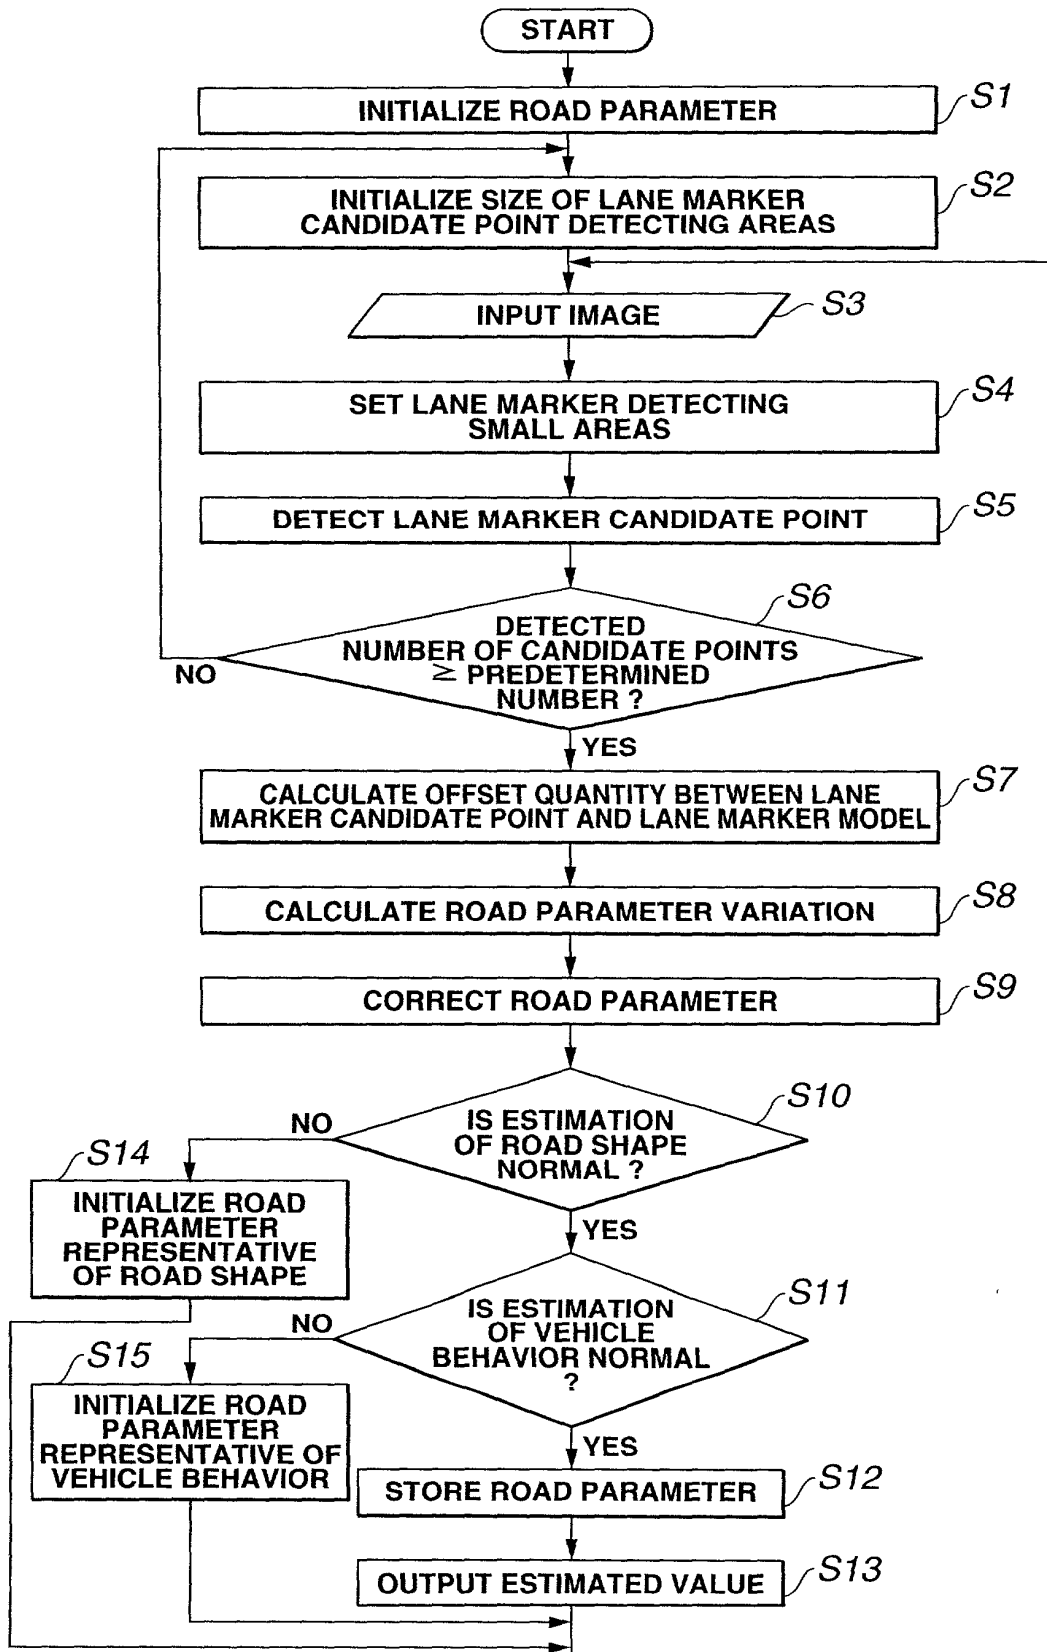 START
INITIALIZE ROAD PARAMETER
S1
INITIALIZE SIZE OF LANE MARKER
CANDIDATE POINT DETECTING AREAS
S2
INPUT IMAGE
S3
SET LANE MARKER DETECTING
SMALL AREAS
S4
DETECT LANE MARKER CANDIDATE POINT
S5
DETECTED
NUMBER OF CANDIDATE POINTS
≧ PREDETERMINED
NUMBER ?
S6
NO
YES
CALCULATE OFFSET QUANTITY BETWEEN LANE
MARKER CANDIDATE POINT AND LANE MARKER MODEL
S7
CALCULATE ROAD PARAMETER VARIATION
S8
CORRECT ROAD PARAMETER
S9
IS ESTIMATION
OF ROAD SHAPE
NORMAL ?
S10
NO
YES
S14
INITIALIZE ROAD
PARAMETER
REPRESENTATIVE
OF ROAD SHAPE
IS ESTIMATION
OF VEHICLE
BEHAVIOR NORMAL
?
S11
NO
YES
S15
INITIALIZE ROAD
PARAMETER
REPRESENTATIVE OF
VEHICLE BEHAVIOR
STORE ROAD PARAMETER
S12
OUTPUT ESTIMATED VALUE
S13